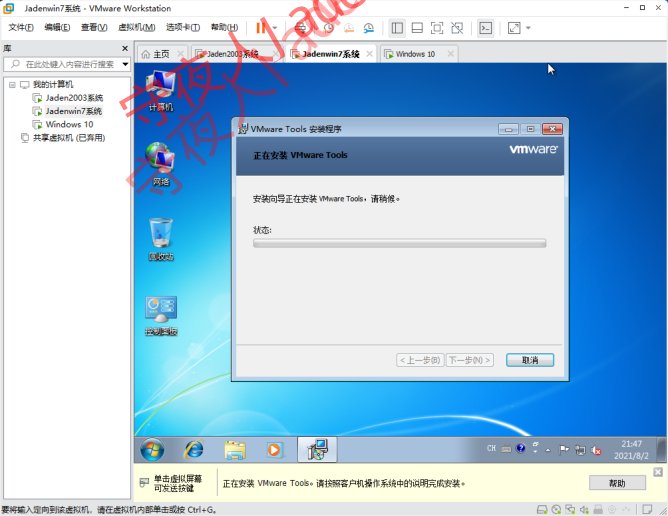 Jadenwin7系统 - VMware Workstation
文件(F) 编辑(E) 查看(V) 虚拟机(M) 选项卡(T) 帮助(H)
库
在此处键入内容进行搜索
主页 Jaden2003系统 Jadenwin7系统 Windows 10
我的计算机
Jaden2003系统
Jadenwin7系统
Windows 10
共享虚拟机 (已弃用)
守夜人Jaden
计算机
网络
回收站
控制面板
VMware Tools 安装程序
正在安装 VMware Tools
vmware
安装向导正在安装 VMware Tools，请稍候。
状态:
< 上一步(B) 下一步(N) > 取消
CH
21:47
2021/8/2
单击虚拟屏幕
可发送按键
正在安装 VMware Tools。请按照客户机操作系统中的说明完成安装。
帮助
要将输入定向到该虚拟机，请在虚拟机内部单击或按 Ctrl+G。